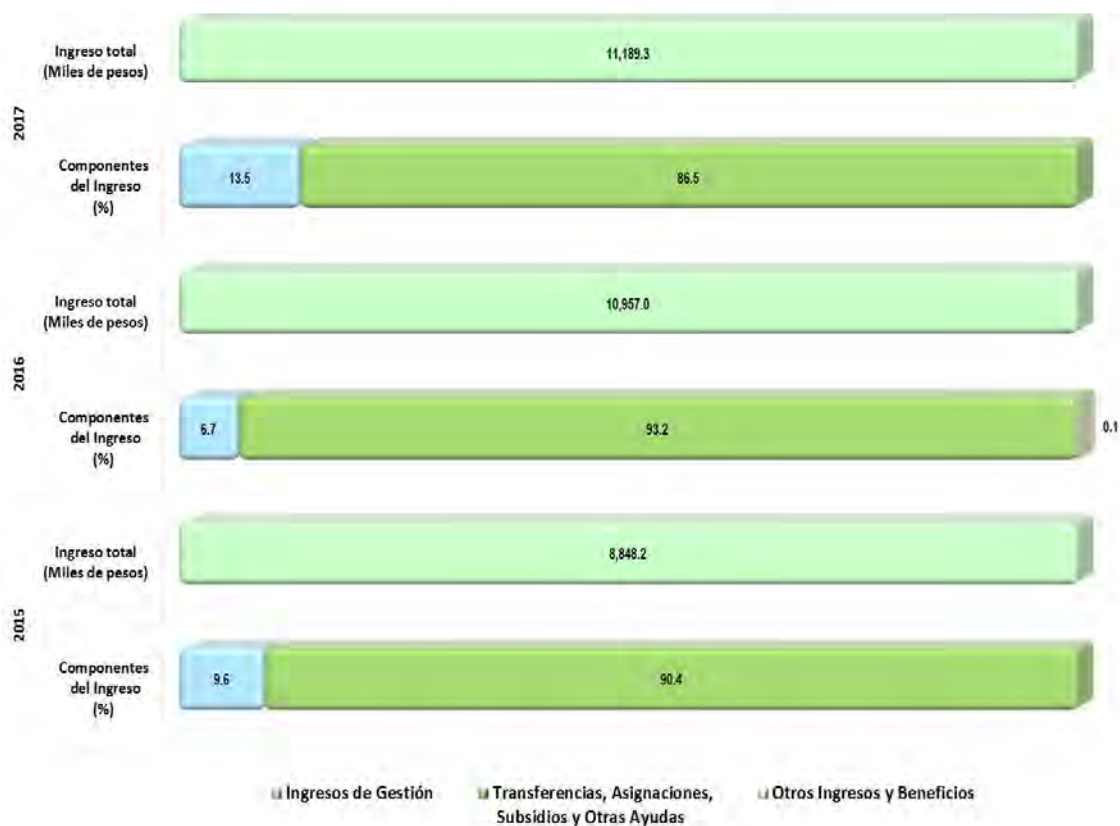 2017
Ingreso total
(Miles de pesos)
11,189.3
Componentes
del Ingreso
(%)
13.5
86.5
2016
Ingreso total
(Miles de pesos)
10,957.0
Componentes
del Ingreso
(%)
6.7
93.2
0.1
2015
Ingreso total
(Miles de pesos)
8,848.2
Componentes
del Ingreso
(%)
9.6
90.4
Ingresos de Gestión
Transferencias, Asignaciones,
Subsidios y Otras Ayudas
Otros Ingresos y Beneficios